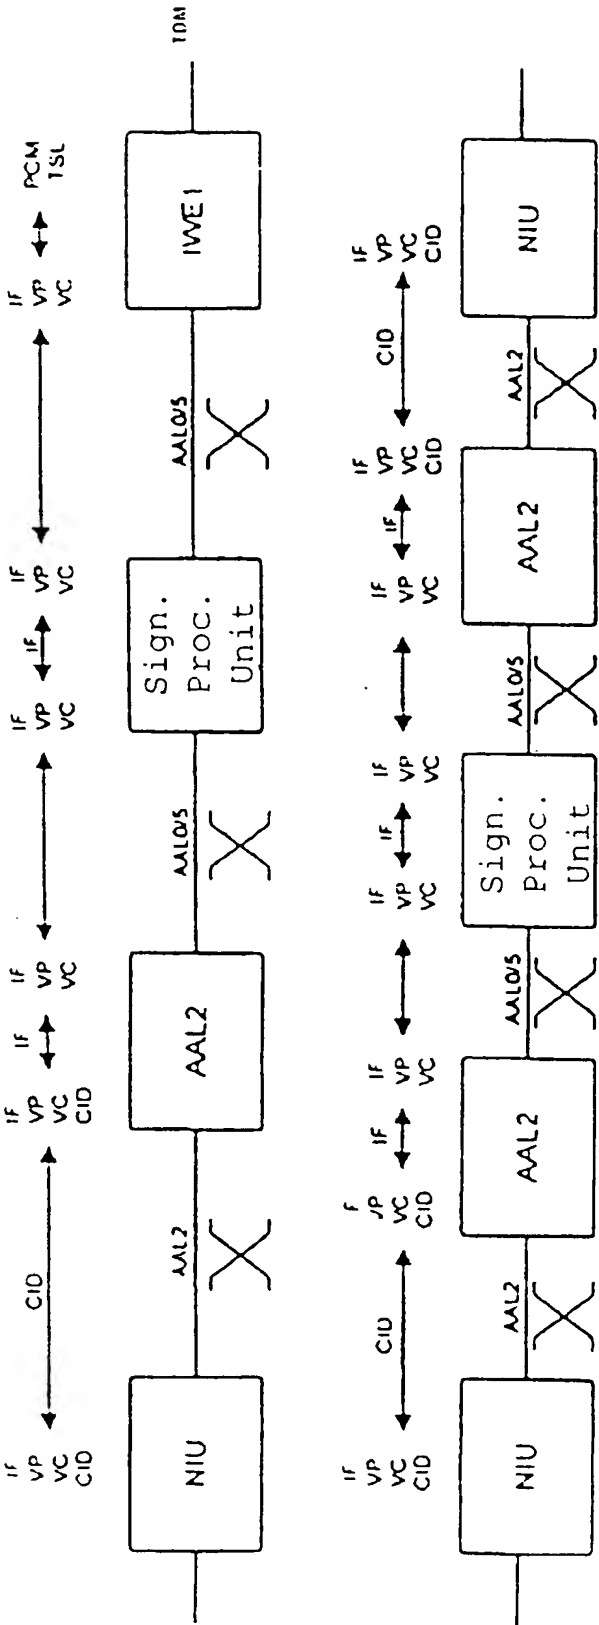 IF
VP
VC
CID
CID
IF
VP
VC
CID
IF
IF
VP
VC
IF
VP
VC
IF
IF
VP
VC
IF
VP
VC
PCM
TSL
NIU
AAL2
AAL2
AAL0/5
Sign.
Proc.
Unit
AAL0/5
IWE1
TDM
IF
VP
VC
CID
CID
F
VC
CID
IF
IF
VP
VC
IF
VP
VC
IF
IF
VP
VC
IF
VP
VC
IF
IF
VP
VC
CID
CID
IF
VP
VC
CID
NIU
AAL2
AAL2
AAL0/5
Sign.
Proc.
Unit
AAL0/5
AAL2
AAL2
NIU